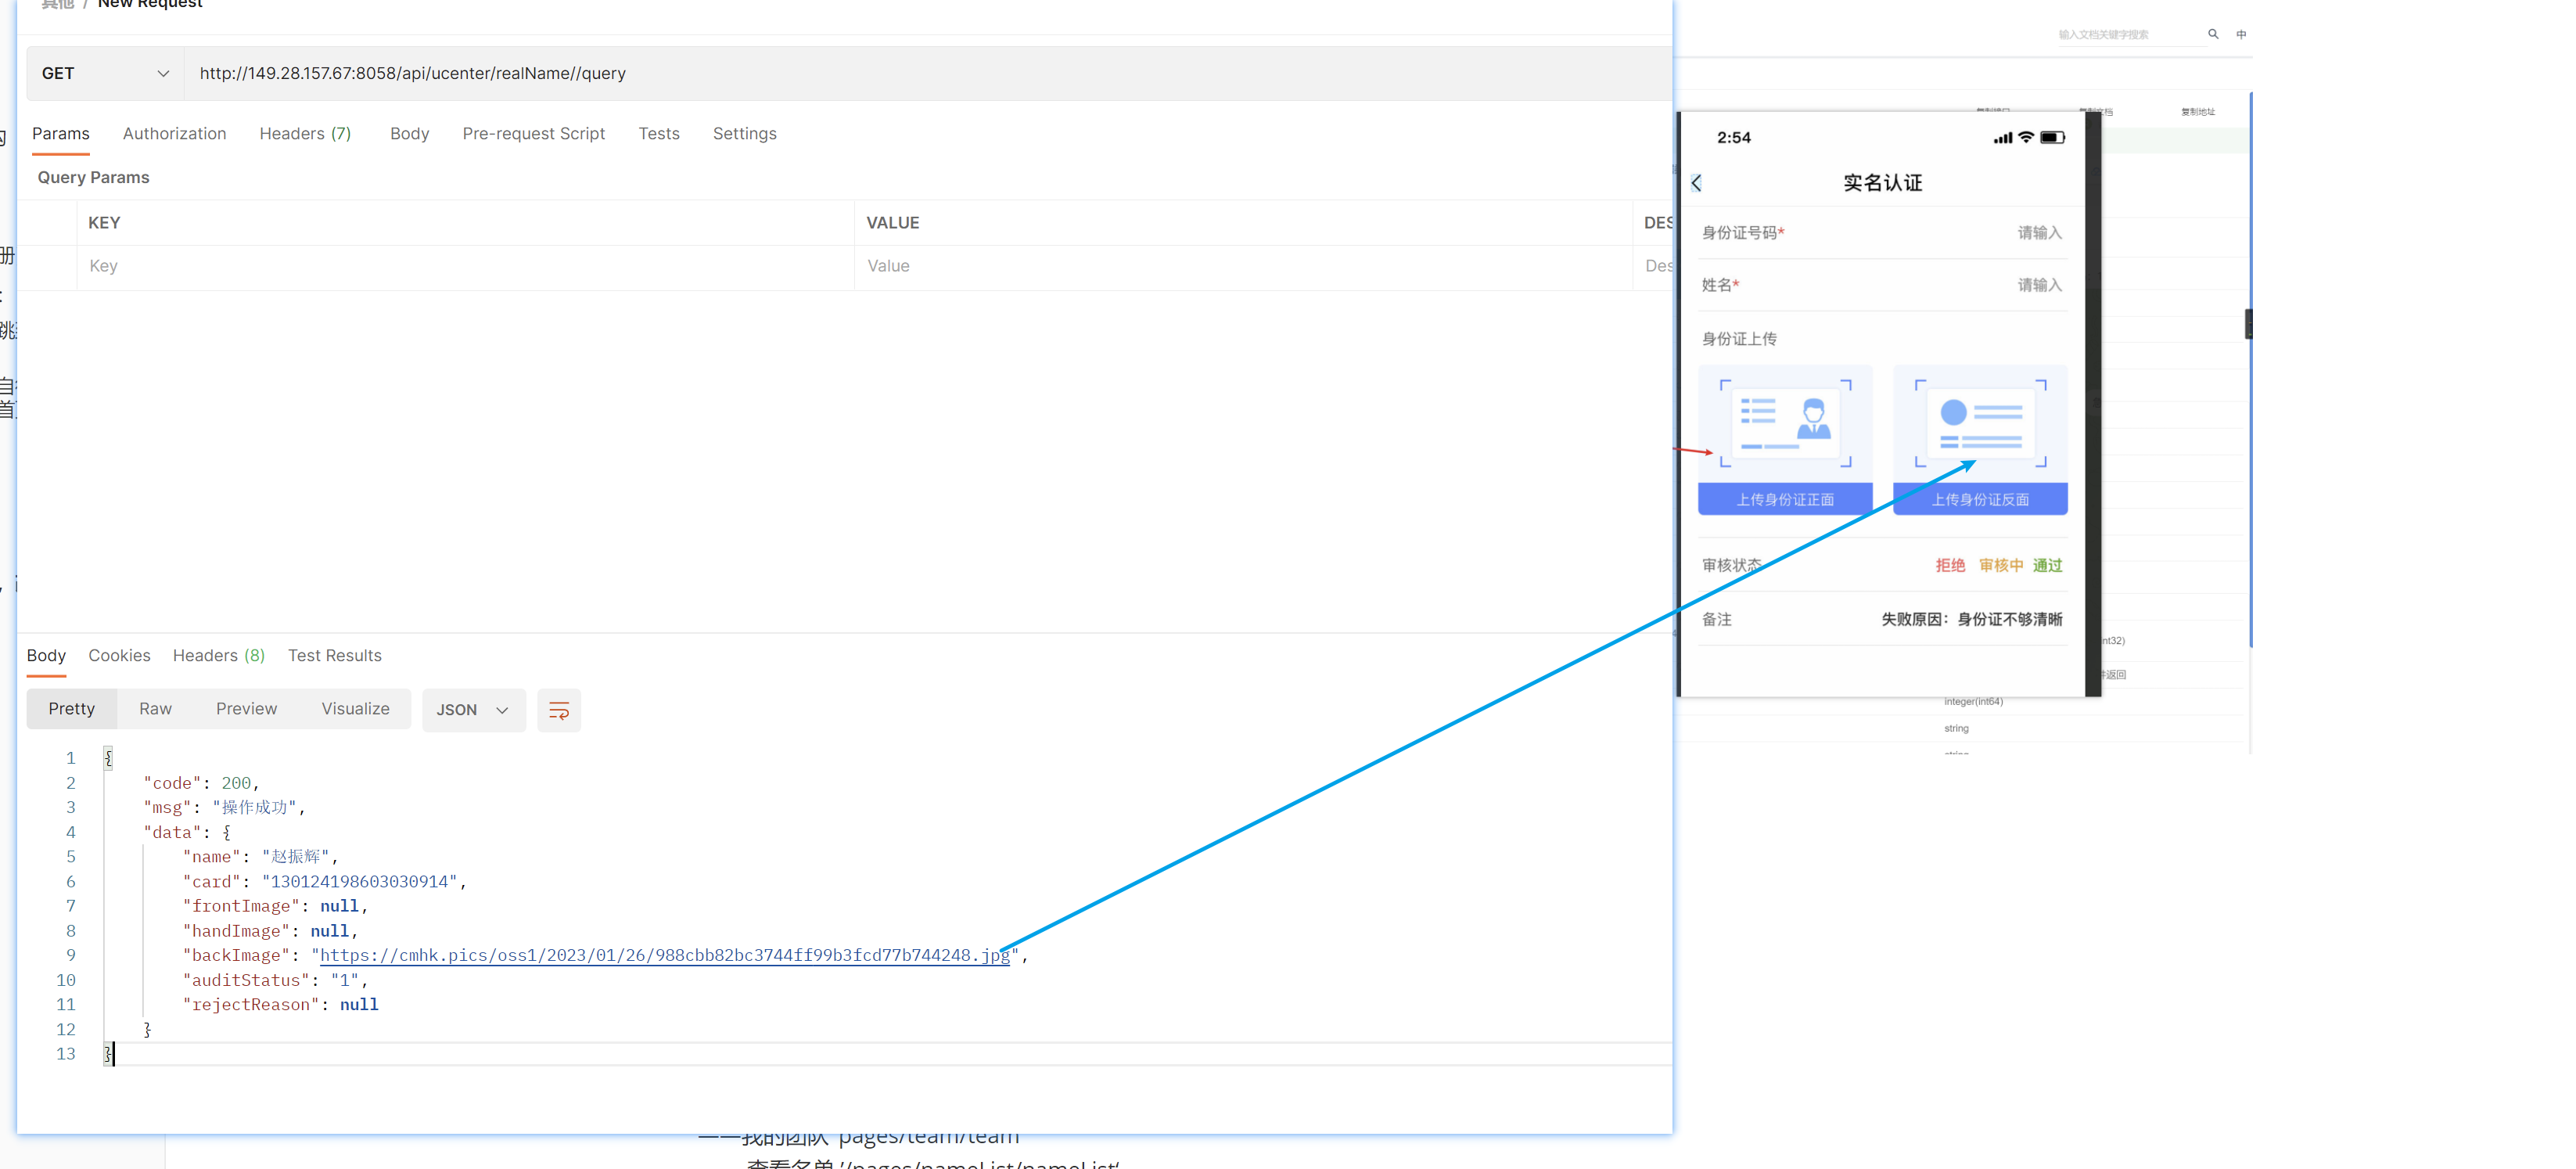 其他 / New Request
GET
http://149.28.157.67:8058/api/ucenter/realName//query
Params
Authorization
Headers (7)
Body
Pre-request Script
Tests
Settings
Query Params
KEY
VALUE
DES
Key
Value
Des
Body
Cookies
Headers (8)
Test Results
Pretty
Raw
Preview
Visualize
JSON
1 {
2 "code": 200,
3 "msg": "操作成功",
4 "data": {
5 "name": "赵振辉",
6 "card": "130124198603030914",
7 "frontImage": null,
8 "handImage": null,
9 "backImage": "https://cmhk.pics/oss1/2023/01/26/988cbb82bc3744ff99b3fcd77b744248.jpg",
10 "auditStatus": "1",
11 "rejectReason": null
12 }
13 }
册
:
跳
自
首
——我的团队 'pages/team/team
查看名单 '/pages/nameList/nameList'
输入文档关键字搜索
中
复制地址
2:54
实名认证
身份证号码*
请输入
姓名*
请输入
身份证上传
上传身份证正面
上传身份证反面
审核状态
拒绝 审核中 通过
备注
失败原因：身份证不够清晰
int32)
返回
integer(int64)
string
string